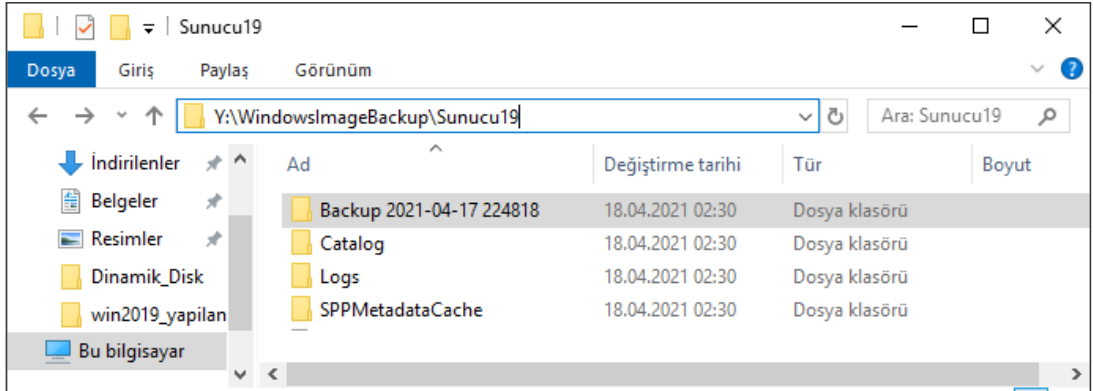 Sunucu19
Dosya Giriş Paylaş Görünüm
Y:\WindowsImageBackup\Sunucu19 Ara: Sunucu19
Ad Değiştirme tarihi Tür Boyut
İndirilenler
Belgeler
Resimler
Dinamik_Disk
win2019_yapilan
Bu bilgisayar
Backup 2021-04-17 224818 18.04.2021 02:30 Dosya klasörü
Catalog 18.04.2021 02:30 Dosya klasörü
Logs 18.04.2021 02:30 Dosya klasörü
SPPMetadataCache 18.04.2021 02:30 Dosya klasörü